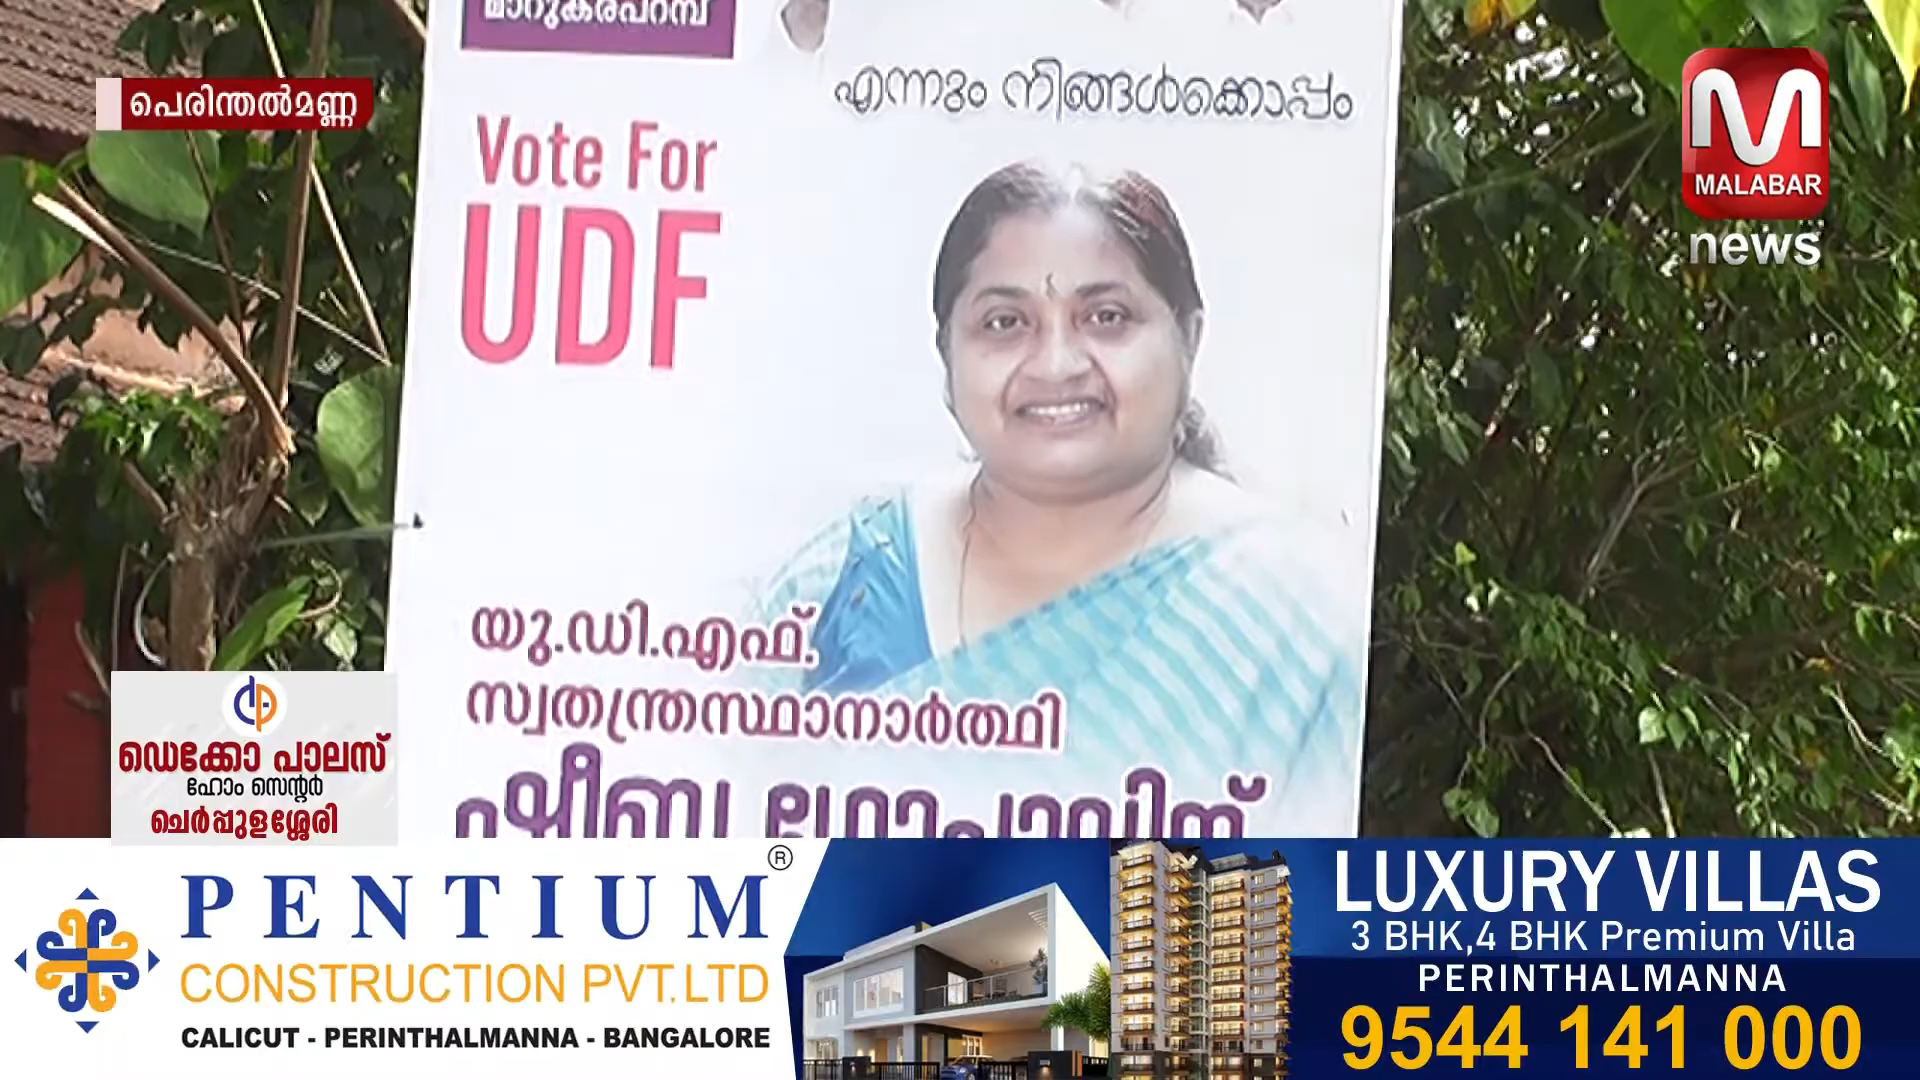 മാറുകരപറമ്പ്
എന്നും നിങ്ങൾക്കൊപ്പം
പെരിന്തൽമണ്ണ
Vote For
UDF
M
MALABAR
news
യു.ഡി.എഫ്.
സ്വതന്ത്രസ്ഥാനാർത്ഥി
ഷീബ ഗോപാലിന്
ഡെക്കോ പാലസ്
ഹോം സെന്റർ
ചെർപ്പുളശ്ശേരി
PENTIUM ®
CONSTRUCTION PVT.LTD
CALICUT - PERINTHALMANNA - BANGALORE
LUXURY VILLAS
3 BHK,4 BHK Premium Villa
PERINTHALMANNA
9544 141 000